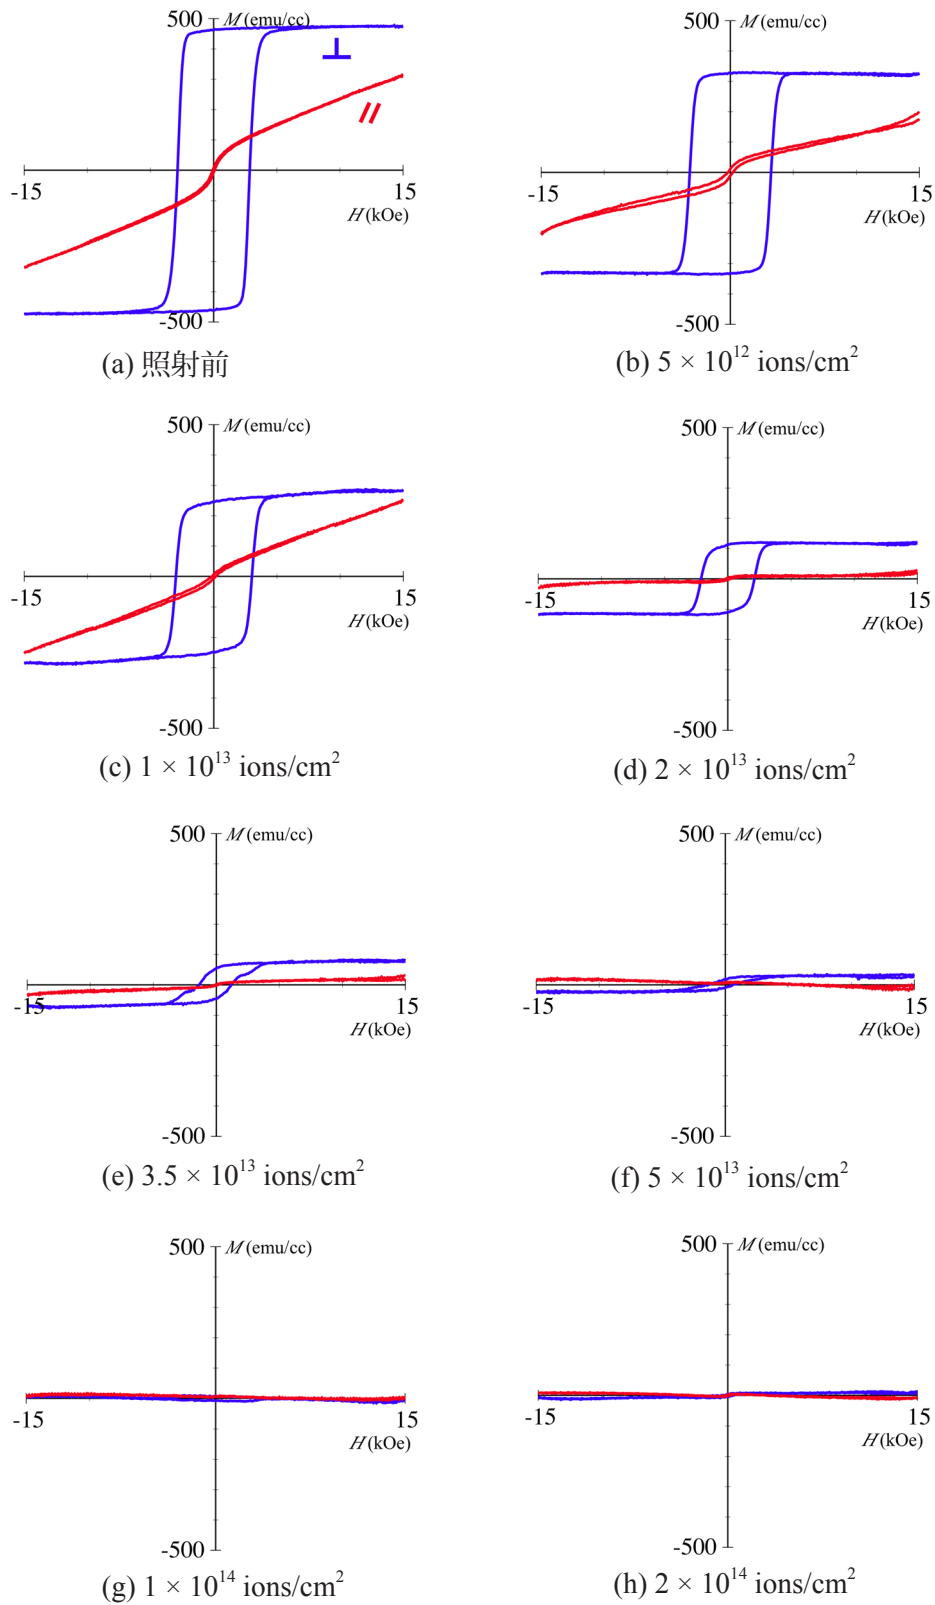 500 M (emu/cc)
⊥
//
-15 15
H (kOe)
-500
(a) 照射前
500 M (emu/cc)
-15 15
H (kOe)
-500
(b) 5 × 10¹² ions/cm²
500 M (emu/cc)
-15 15
H (kOe)
-500
(c) 1 × 10¹³ ions/cm²
500 M (emu/cc)
-15 15
H (kOe)
-500
(d) 2 × 10¹³ ions/cm²
500 M (emu/cc)
-15 15
H (kOe)
-500
(e) 3.5 × 10¹³ ions/cm²
500 M (emu/cc)
-15 15
H (kOe)
-500
(f) 5 × 10¹³ ions/cm²
500 M (emu/cc)
-15 15
H (kOe)
-500
(g) 1 × 10¹⁴ ions/cm²
500 M (emu/cc)
-15 15
H (kOe)
-500
(h) 2 × 10¹⁴ ions/cm²